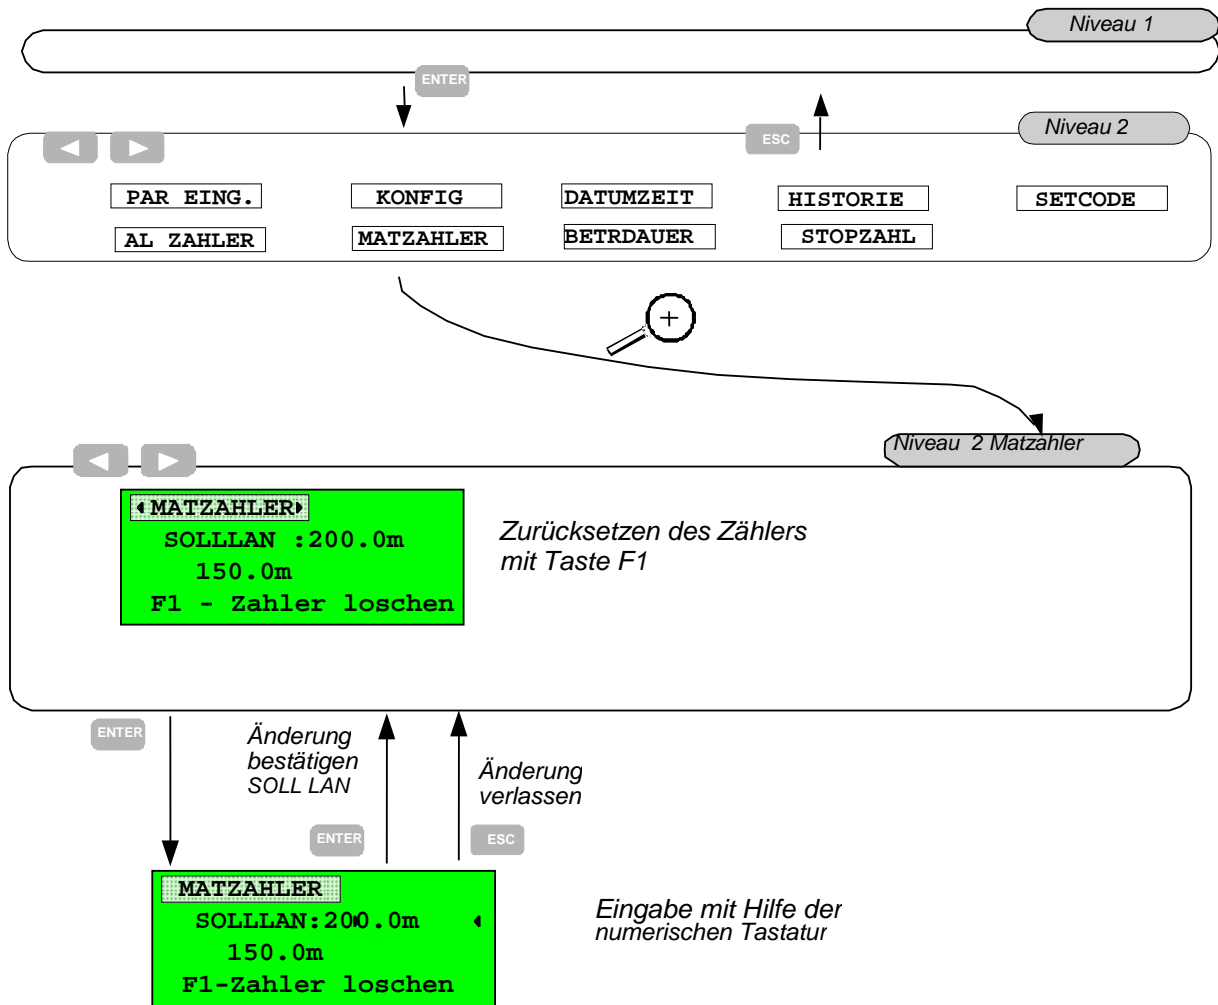 Niveau 1
ENTER
Niveau 2
ESC
PAR EING. KONFIG DATUMZEIT HISTORIE SETCODE
AL ZAHLER MATZAHLER BETRDAUER STOPZAHL
Niveau 2 Matzähler
MATZAHLER
SOLLLAN :200.0m
150.0m
F1 - Zahler loschen
Zurücksetzen des Zählers
mit Taste F1
ENTER
Änderung
bestätigen
SOLL LAN
Änderung
verlassen
ENTER
ESC
MATZAHLER
SOLLLAN:200.0m
150.0m
F1-Zahler loschen
Eingabe mit Hilfe der
numerischen Tastatur